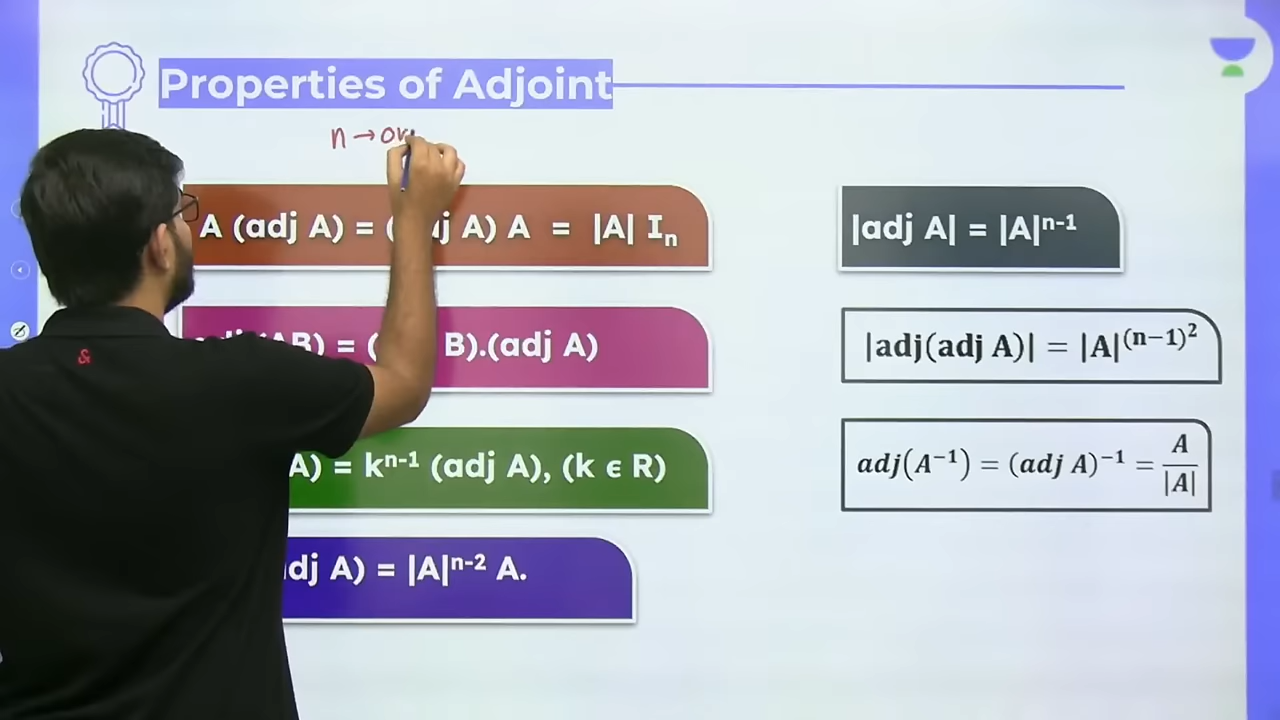 Properties of Adjoint
n → or
A (adj A) = ( j A) A = |A| Iₙ
(AB) = ( B).(adj A)
A) = kⁿ⁻¹ (adj A), (k ϵ R)
dj A) = |A|ⁿ⁻² A.
|adj A| = |A|ⁿ⁻¹
|adj(adj A)| = |A|⁽ⁿ⁻¹⁾²
adj(A⁻¹) = (adj A)⁻¹ = A/|A|
&